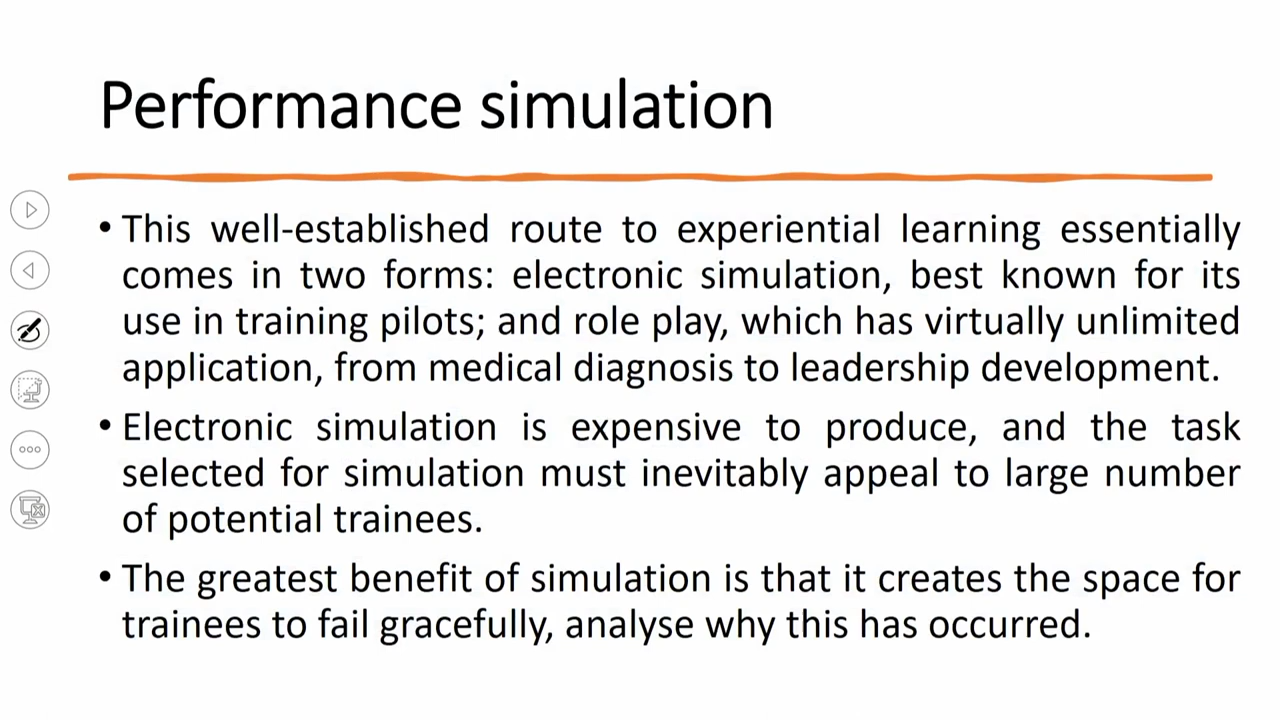 Performance simulation
• This well-established route to experiential learning essentially
comes in two forms: electronic simulation, best known for its
use in training pilots; and role play, which has virtually unlimited
application, from medical diagnosis to leadership development.
• Electronic simulation is expensive to produce, and the task
selected for simulation must inevitably appeal to large number
of potential trainees.
• The greatest benefit of simulation is that it creates the space for
trainees to fail gracefully, analyse why this has occurred.